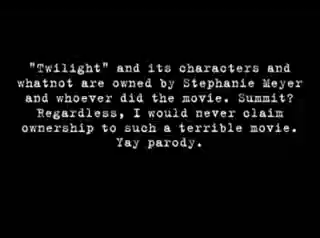 "Twilight" and its characters and
whatnot are owned by Stephanie Meyer
and whoever did the movie. Summit?
Regardless, I would never claim
ownership to such a terrible movie.
Yay parody.